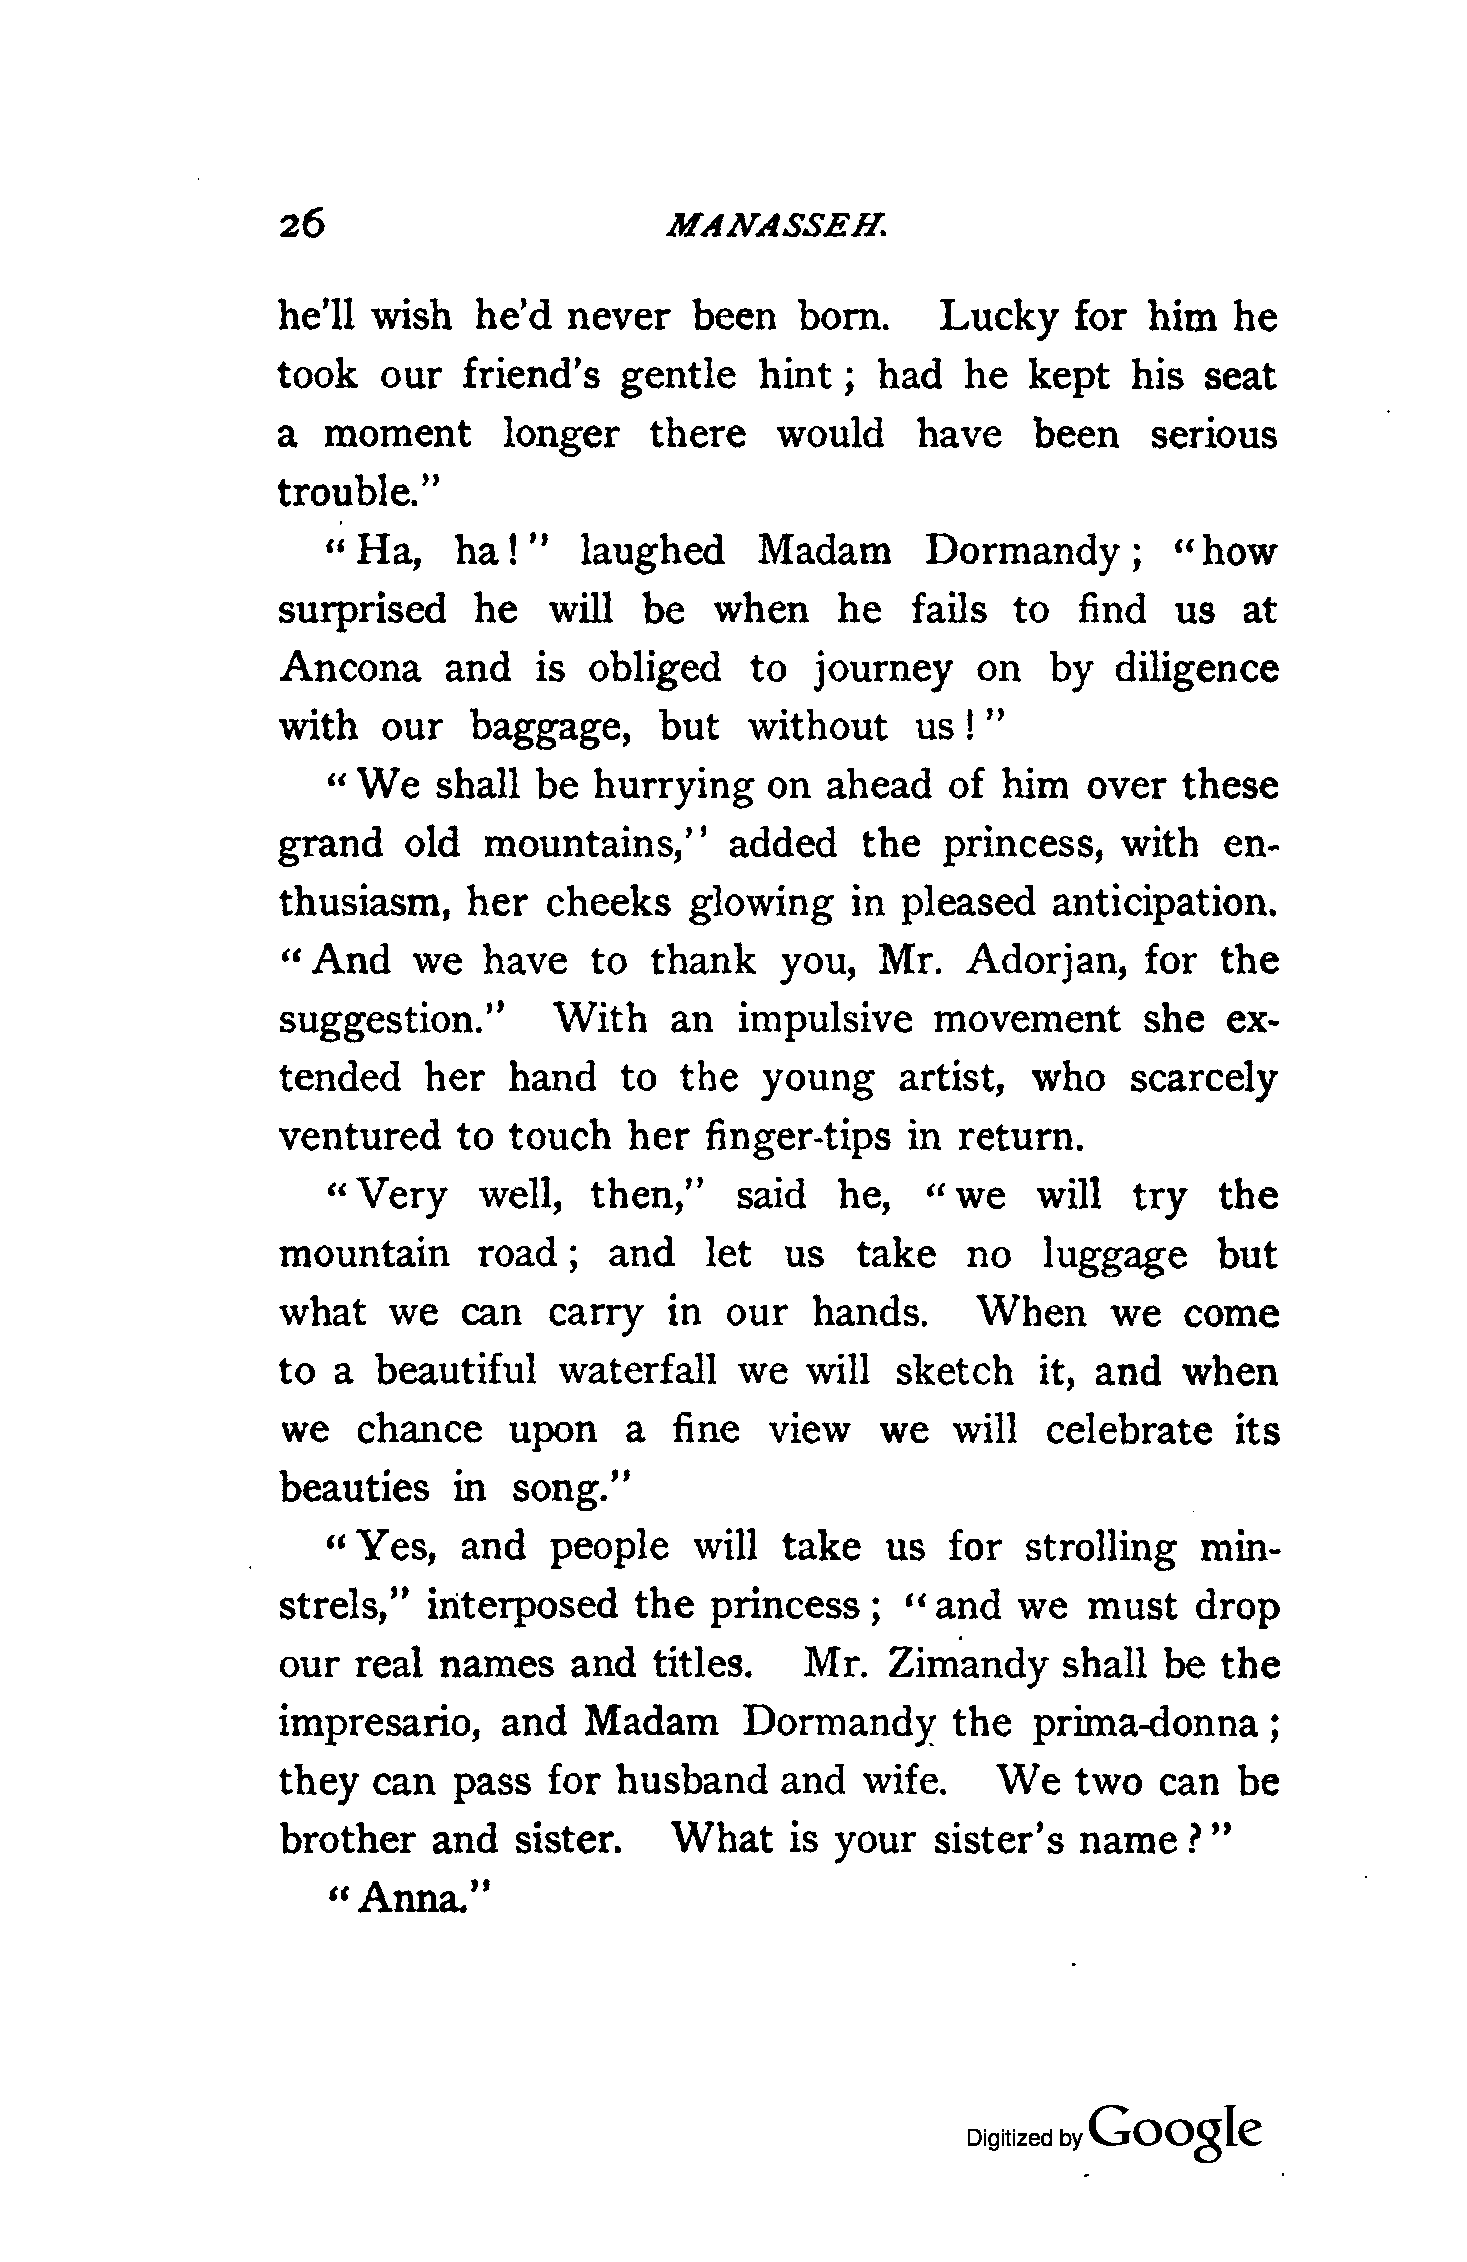 26 MANASSEH.
he'll wish he'd never been born. Lucky for him he
took our friend's gentle hint ; had he kept his seat
a moment longer there would have been serious
trouble."
" Ha, ha ! " laughed Madam Dormandy ; " how
surprised he will be when he fails to find us at
Ancona and is obliged to journey on by diligence
with our baggage, but without us ! "
" We shall be hurrying on ahead of him over these
grand old mountains," added the princess, with en-
thusiasm, her cheeks glowing in pleased anticipation.
" And we have to thank you, Mr. Adorjan, for the
suggestion." With an impulsive movement she ex-
tended her hand to the young artist, who scarcely
ventured to touch her finger-tips in return.
" Very well, then," said he, " we will try the
mountain road ; and let us take no luggage but
what we can carry in our hands. When we come
to a beautiful waterfall we will sketch it, and when
we chance upon a fine view we will celebrate its
beauties in song."
" Yes, and people will take us for strolling min-
strels," interposed the princess ; " and we must drop
our real names and titles. Mr. Zimandy shall be the
impresario, and Madam Dormandy the prima-donna ;
they can pass for husband and wife. We two can be
brother and sister. What is your sister's name ? "
" Anna."
Digitized by Google